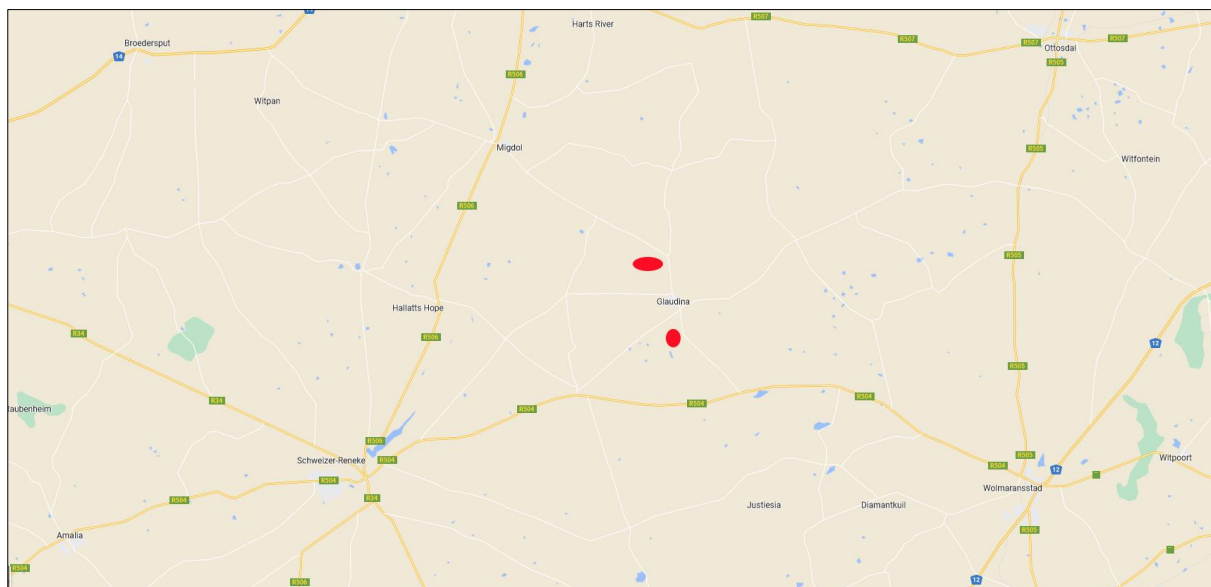 14
Harts River
R507
R507
R507
R507
Broedersput
14
R506
Ottosdal
R505
Witpan
Migdol
R505
Witfontein
R506
R505
Glaudina
Hallatts Hope
R34
R506
12
R505
R34
R504
R504
R504
R506
Schweizer-Reneke
R504
R505
R504
12
Witpoort
R504
R504
R34
Wolmaransstad
Justiesia
Diamantkuil
R505
Amalia
R504
R506
12